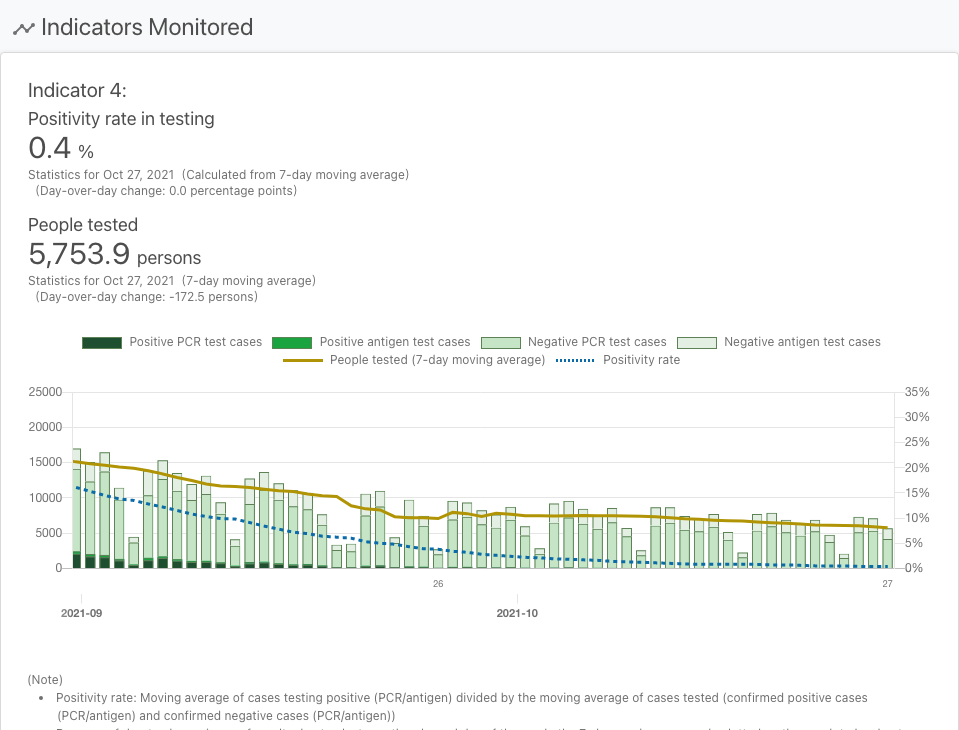 Indicators Monitored
Indicator 4:
Positivity rate in testing
0.4 %
Statistics for Oct 27, 2021 (Calculated from 7-day moving average)
(Day-over-day change: 0.0 percentage points)
People tested
5,753.9 persons
Statistics for Oct 27, 2021 (7-day moving average)
(Day-over-day change: -172.5 persons)
Positive PCR test cases Positive antigen test cases Negative PCR test cases Negative antigen test cases
People tested (7-day moving average) Positivity rate
25000 35%
30%
20000
25%
15000 20%
15%
10000
10%
5000
5%
0 0%
26 27
2021-09 2021-10
(Note)
• Positivity rate: Moving average of cases testing positive (PCR/antigen) divided by the moving average of cases tested (confirmed positive cases
(PCR/antigen) and confirmed negative cases (PCR/antigen))